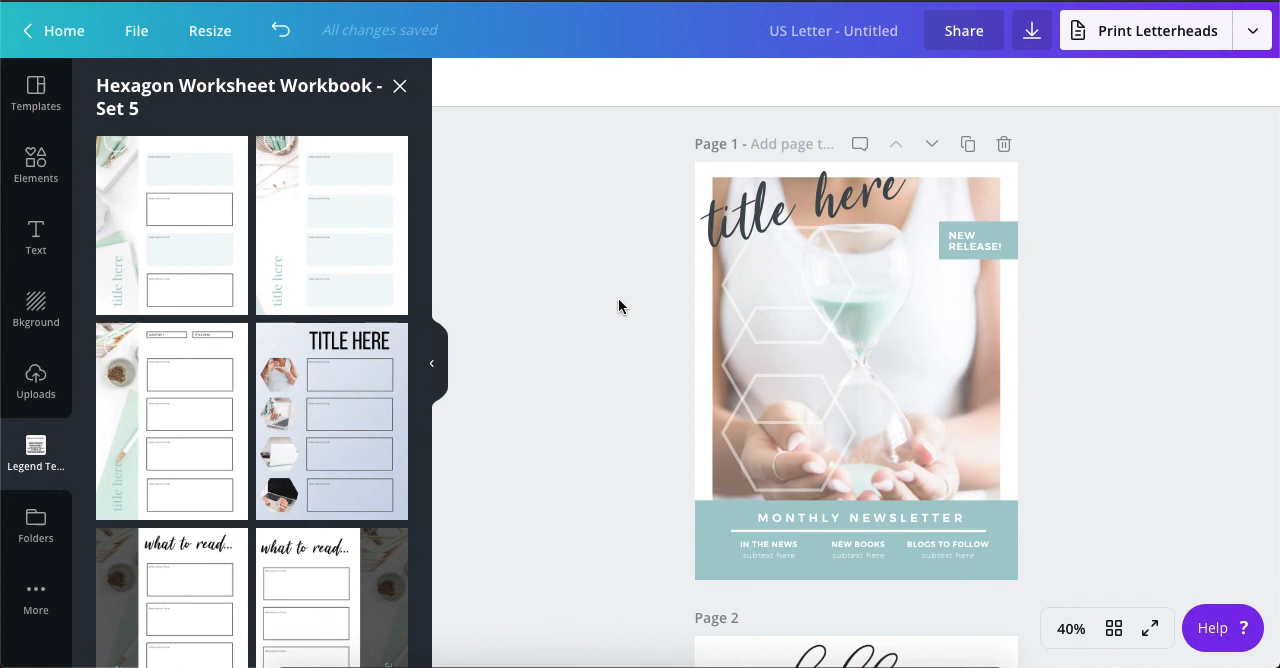 Home
File
Resize
All changes saved
US Letter - Untitled
Share
Print Letterheads
Templates
Elements
Text
Bkground
Uploads
Legend Te...
Folders
More
Hexagon Worksheet Workbook -
Set 5
title here
title here
title here
TITLE HERE
what to read...
what to read...
Page 1 - Add page t...
title here
NEW
RELEASE!
MONTHLY NEWSLETTER
IN THE NEWS NEW BOOKS BLOGS TO FOLLOW
subtext here subtext here subtext here
Page 2
40%
Help ?